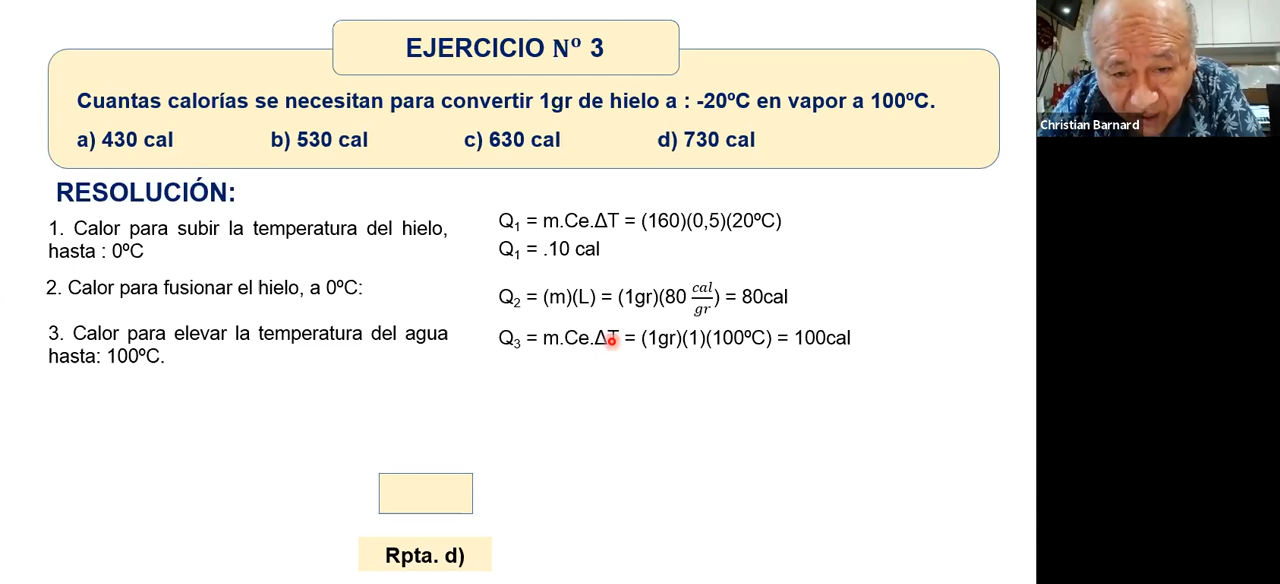 EJERCICIO Nº 3
Cuantas calorías se necesitan para convertir 1gr de hielo a : -20ºC en vapor a 100ºC.
a) 430 cal b) 530 cal c) 630 cal d) 730 cal
Christian Barnard
RESOLUCIÓN:
1. Calor para subir la temperatura del hielo,
hasta : 0ºC
Q₁ = m.Ce.ΔT = (160)(0,5)(20ºC)
Q₁ = .10 cal
2. Calor para fusionar el hielo, a 0ºC:
Q₂ = (m)(L) = (1gr)(80 cal/gr) = 80cal
3. Calor para elevar la temperatura del agua
hasta: 100ºC.
Q₃ = m.Ce.ΔT = (1gr)(1)(100ºC) = 100cal
Rpta. d)